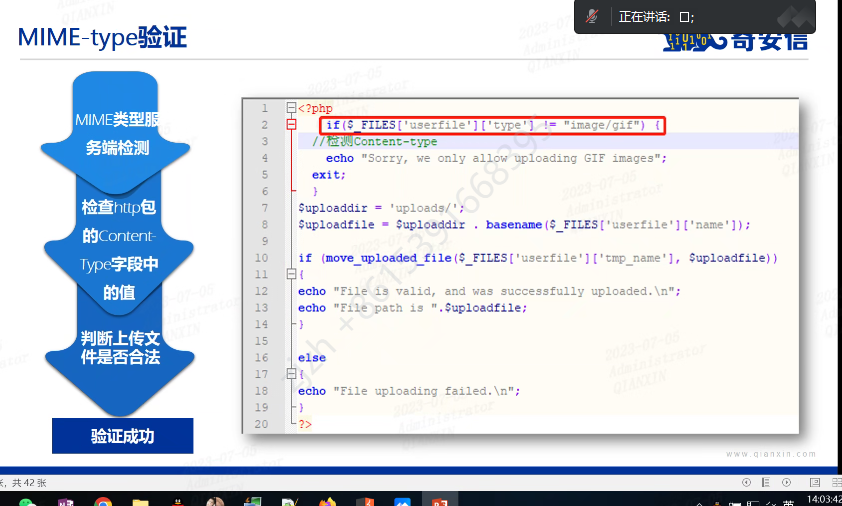 正在讲话: 口;
MIME-type验证
奇安信
MIME类型服
务端检测
检查http包
的Content-
Type字段中
的值
判断上传文
件是否合法
验证成功
1 <?php
2 if($_FILES['userfile']['type'] != "image/gif") {
3 //检测Content-type
4 echo "Sorry, we only allow uploading GIF images";
5 exit;
6 }
7 $uploaddir = 'uploads/';
8 $uploadfile = $uploaddir . basename($_FILES['userfile']['name']);
9
10 if (move_uploaded_file($_FILES['userfile']['tmp_name'], $uploadfile))
11 {
12 echo "File is valid, and was successfully uploaded.\n";
13 echo "File path is ".$uploadfile;
14 }
15
16 else
17 {
18 echo "File uploading failed.\n";
19 }
20 ?>
2023-07-05
Administrator
QIANXIN
www.qianxin.com
, 共 42 张
英
14:03:42